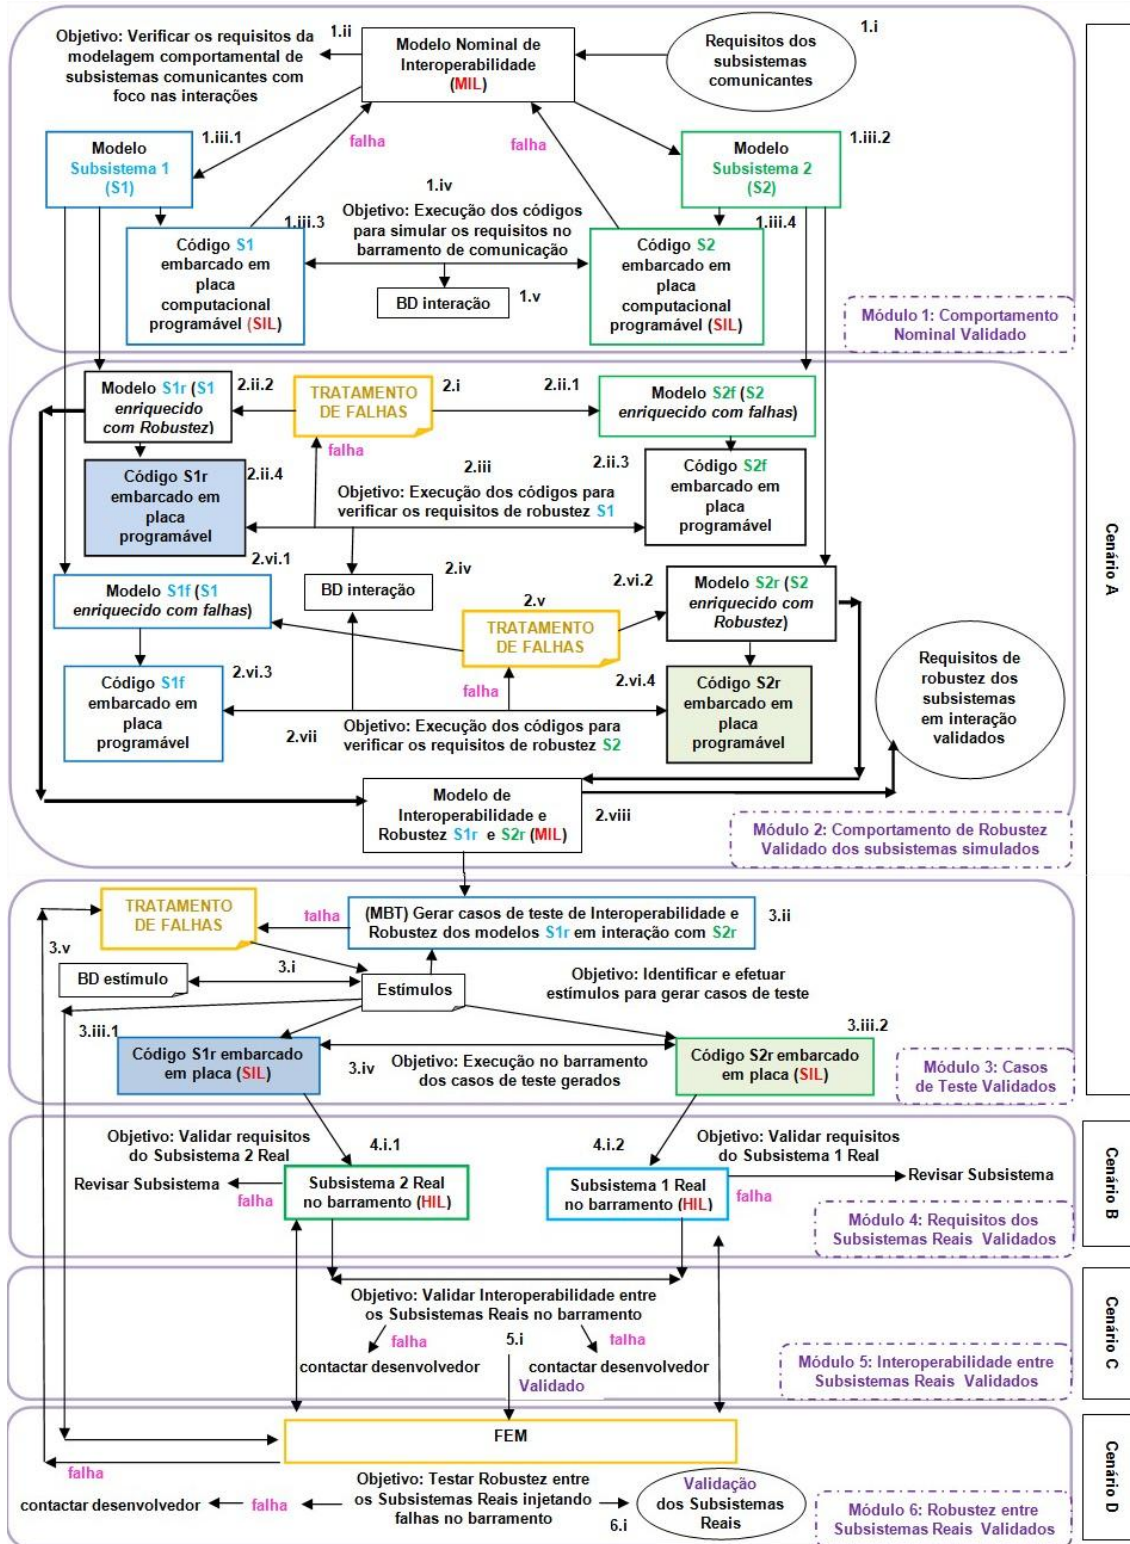 Objetivo: Verificar os requisitos da
modelagem comportamental de
subsistemas comunicantes com
foco nas interações
1.ii
Modelo Nominal de
Interoperabilidade
(MIL)
Requisitos dos
subsistemas
comunicantes
1.i
Modelo
Subsistema 1
(S1)
1.iii.1
falha
falha
Modelo
Subsistema 2
(S2)
1.iii.2
1.iv
Objetivo: Execução dos códigos
para simular os requisitos no
barramento de comunicação
1.iii.3
1.iii.4
Código S1
embarcado em
placa
computacional
programável (SIL)
BD interação
1.v
Código S2
embarcado em
placa
computacional
programável (SIL)
Módulo 1: Comportamento
Nominal Validado
Modelo S1r (S1
enriquecido
com Robustez)
2.ii.2
TRATAMENTO
DE FALHAS
2.i
2.ii.1
Modelo S2f (S2
enriquecido com falhas)
falha
Código S1r
embarcado em
placa
programável
2.ii.4
2.iii
Objetivo: Execução dos códigos para
verificar os requisitos de robustez S1
2.ii.3
Código S2f
embarcado em
placa
programável
2.vi.1
Modelo S1f (S1
enriquecido com falhas)
BD interação
2.iv
2.v
TRATAMENTO
DE FALHAS
2.vi.2
Modelo S2r (S2
enriquecido com
Robustez)
Requisitos de
robustez dos
subsistemas
em interação
validados
Código S1f
embarcado em
placa
programável
2.vi.3
falha
2.vi.4
Código S2r
embarcado em
placa
programável
2.vii
Objetivo: Execução dos códigos para
verificar os requisitos de robustez S2
Modelo de
Interoperabilidade e
Robustez S1r e S2r (MIL)
2.viii
Módulo 2: Comportamento de Robustez
Validado dos subsistemas simulados
Cenário A
TRATAMENTO
DE FALHAS
falha
(MBT) Gerar casos de teste de Interoperabilidade e
Robustez dos modelos S1r em interação com S2r
3.ii
3.v
BD estímulo
3.i
Estímulos
Objetivo: Identificar e efetuar
estímulos para gerar casos de teste
3.iii.1
Código S1r embarcado
em placa (SIL)
3.iv
Objetivo: Execução no barramento
dos casos de teste gerados
3.iii.2
Código S2r embarcado
em placa (SIL)
Módulo 3: Casos
de Teste Validados
Objetivo: Validar requisitos
do Subsistema 2 Real
4.i.1
4.i.2
Objetivo: Validar requisitos
do Subsistema 1 Real
Revisar Subsistema
falha
Subsistema 2 Real
no barramento (HIL)
Subsistema 1 Real
no barramento (HIL)
falha
Revisar Subsistema
Módulo 4: Requisitos dos
Subsistemas Reais Validados
Cenário B
Objetivo: Validar Interoperabilidade entre
os Subsistemas Reais no barramento
falha
5.i
falha
contactar desenvolvedor
contactar desenvolvedor
Validado
Módulo 5: Interoperabilidade entre
Subsistemas Reais Validados
Cenário C
FEM
falha
contactar desenvolvedor
falha
Objetivo: Testar Robustez entre
os Subsistemas Reais injetando
falhas no barramento
6.i
Validação
dos Subsistemas
Reais
Módulo 6: Robustez entre
Subsistemas Reais Validados
Cenário D